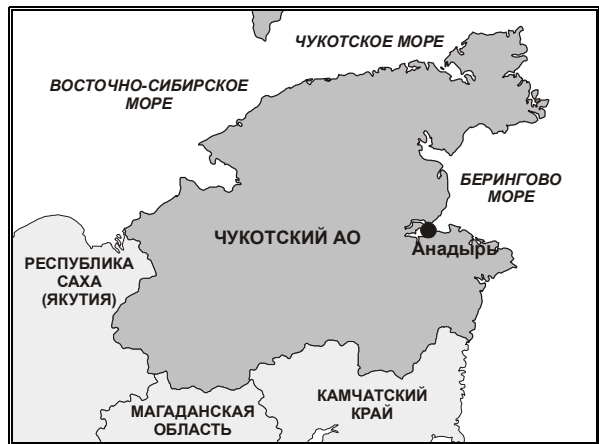 ЧУКОТСКОЕ МОРЕ
ВОСТОЧНО-СИБИРСКОЕ
МОРЕ
БЕРИНГОВО
МОРЕ
ЧУКОТСКИЙ АО
Анадырь
РЕСПУБЛИКА
САХА
(ЯКУТИЯ)
КАМЧАТСКИЙ
КРАЙ
МАГАДАНСКАЯ
ОБЛАСТЬ